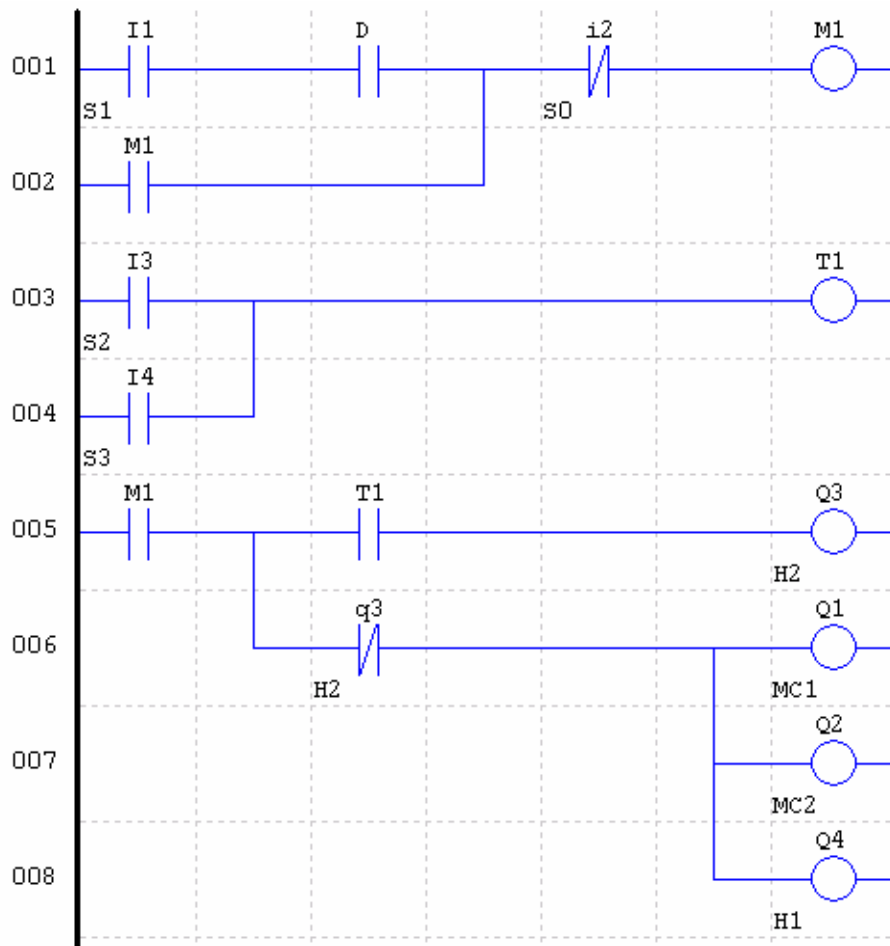 I1 D i2 M1
001
S1 S0
M1
002
I3 T1
003
S2
I4
004
S3
M1 T1 Q3
005
H2
q3 Q1
006
H2 MC1
Q2
007
MC2
Q4
008
H1